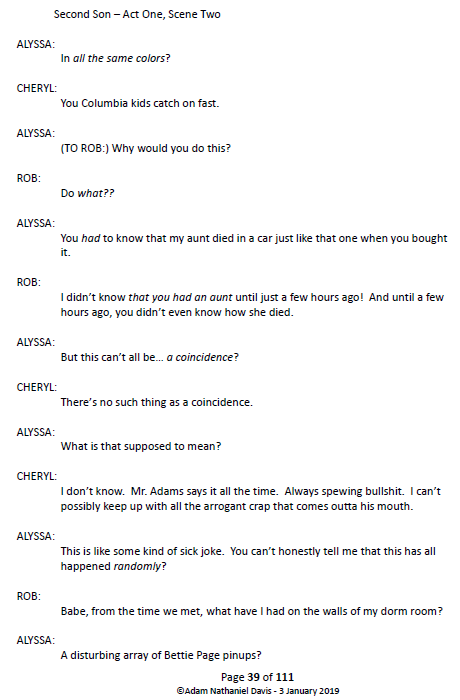 Second Son – Act One, Scene Two
ALYSSA:
In all the same colors?
CHERYL:
You Columbia kids catch on fast.
ALYSSA:
(TO ROB:) Why would you do this?
ROB:
Do what??
ALYSSA:
You had to know that my aunt died in a car just like that one when you bought
it.
ROB:
I didn’t know that you had an aunt until just a few hours ago!  And until a few
hours ago, you didn’t even know how she died.
ALYSSA:
But this can’t all be... a coincidence?
CHERYL:
There’s no such thing as a coincidence.
ALYSSA:
What is that supposed to mean?
CHERYL:
I don’t know.  Mr. Adams says it all the time.  Always spewing bullshit.  I can’t
possibly keep up with all the arrogant crap that comes outta his mouth.
ALYSSA:
This is like some kind of sick joke.  You can’t honestly tell me that this has all
happened randomly?
ROB:
Babe, from the time we met, what have I had on the walls of my dorm room?
ALYSSA:
A disturbing array of Bettie Page pinups?
Page 39 of 111
©Adam Nathaniel Davis - 3 January 2019